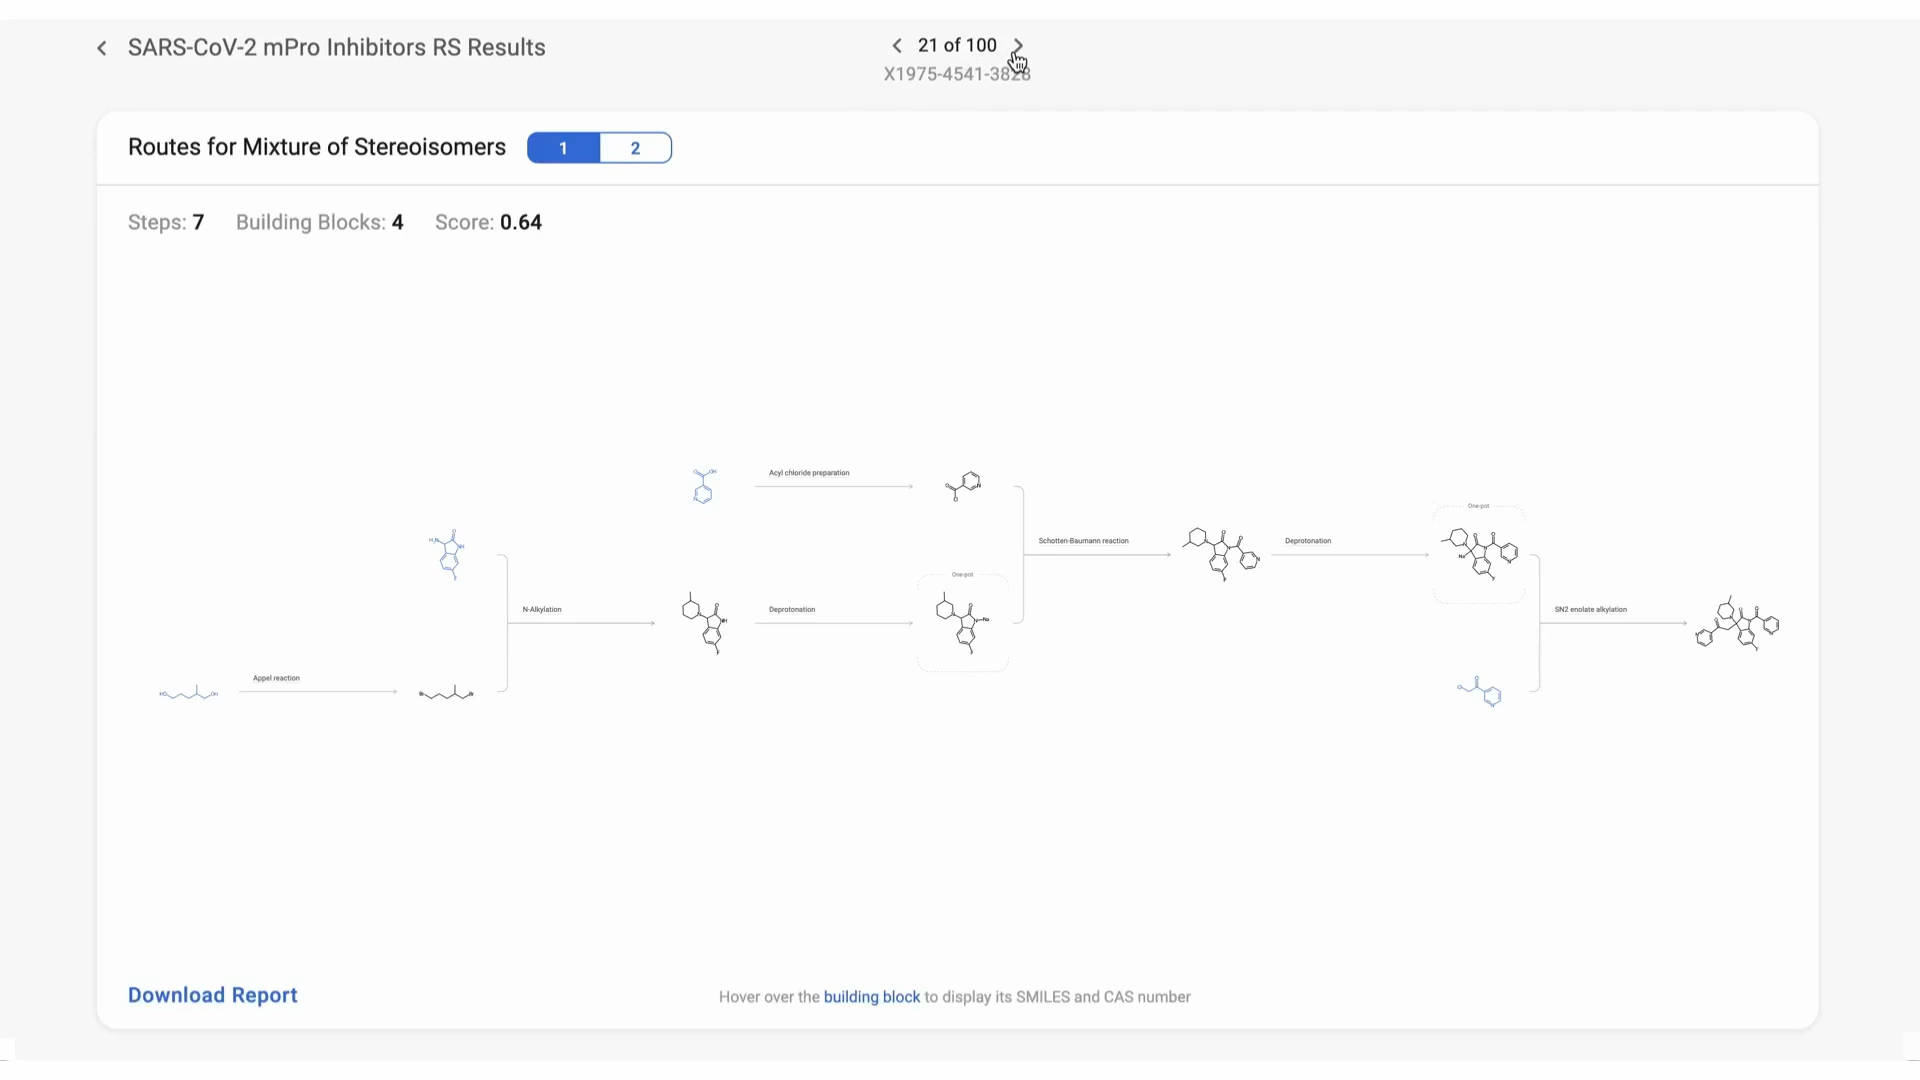 SARS-CoV-2 mPro Inhibitors RS Results
21 of 100
X1975-4541-3828
Routes for Mixture of Stereoisomers 1 2
Steps: 7 Building Blocks: 4 Score: 0.64
Acyl chloride preparation
One-pot
Schotten-Baumann reaction
Deprotonation
One-pot
N-Alkylation
Deprotonation
SN2 enolate alkylation
Appel reaction
Download Report
Hover over the building block to display its SMILES and CAS number